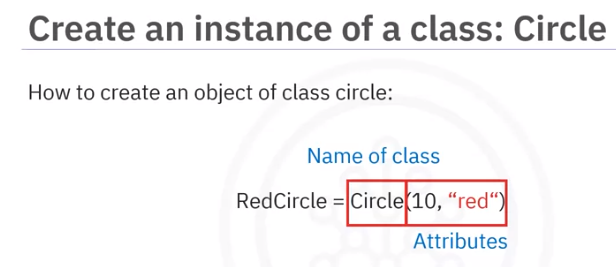 Create an instance of a class: Circle
How to create an object of class circle:
Name of class
RedCircle = Circle(10, “red“)
Attributes